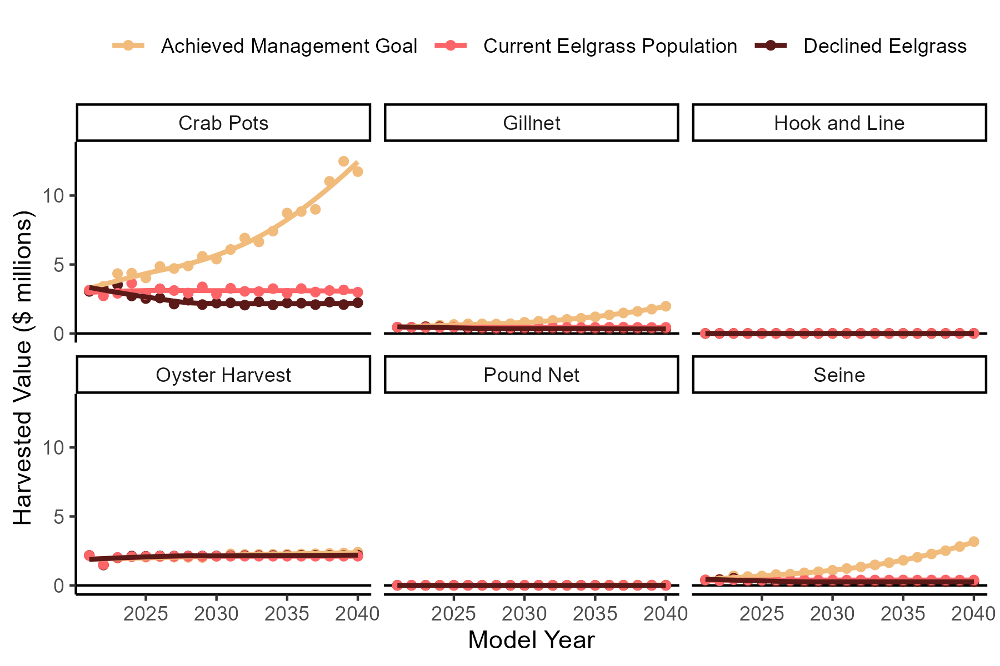 Achieved Management Goal Current Eelgrass Population Declined Eelgrass
Crab Pots Gillnet Hook and Line
10
5
0
Oyster Harvest Pound Net Seine
10
5
0
2025 2030 2035 2040 2025 2030 2035 2040 2025 2030 2035 2040
Model Year
Harvested Value ($ millions)